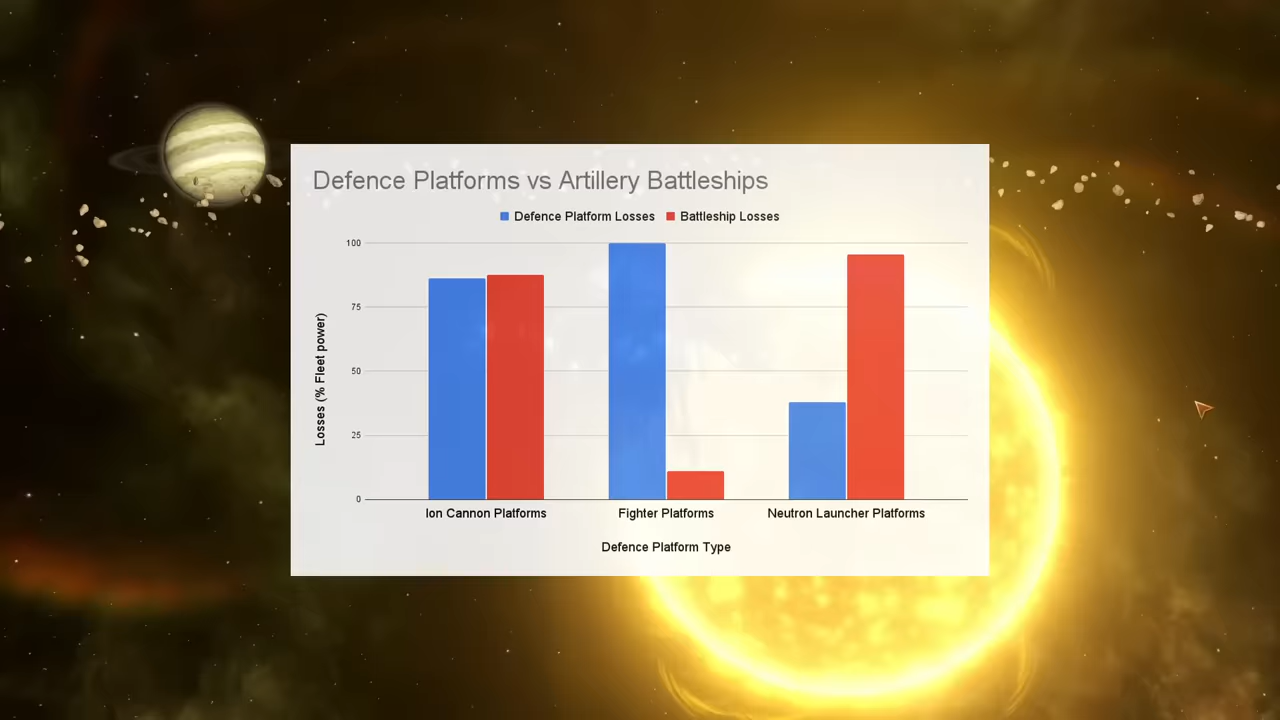 Defence Platforms vs Artillery Battleships
Defence Platform Losses Battleship Losses
100
75
50
25
0
Losses (% Fleet power)
Ion Cannon Platforms Fighter Platforms Neutron Launcher Platforms
Defence Platform Type